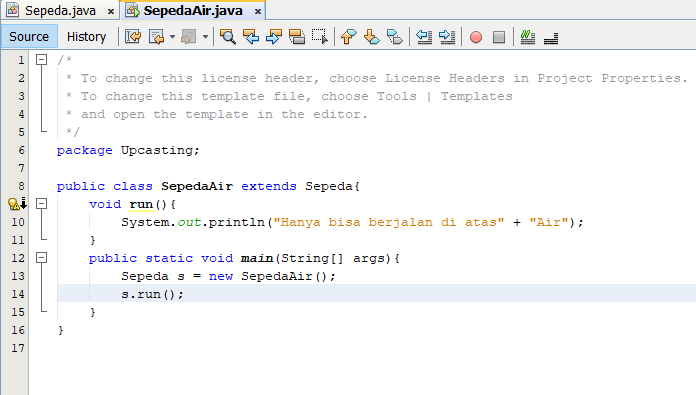 Sepeda.java x SepedaAir.java x
Source History
1 /*
2 * To change this license header, choose License Headers in Project Properties.
3 * To change this template file, choose Tools | Templates
4 * and open the template in the editor.
5 */
6 package Upcasting;
7
8 public class SepedaAir extends Sepeda{
void run(){
10 System.out.println("Hanya bisa berjalan di atas" + "Air");
11 }
12 public static void main(String[] args){
13 Sepeda s = new SepedaAir();
14 s.run();
15 }
16 }
17